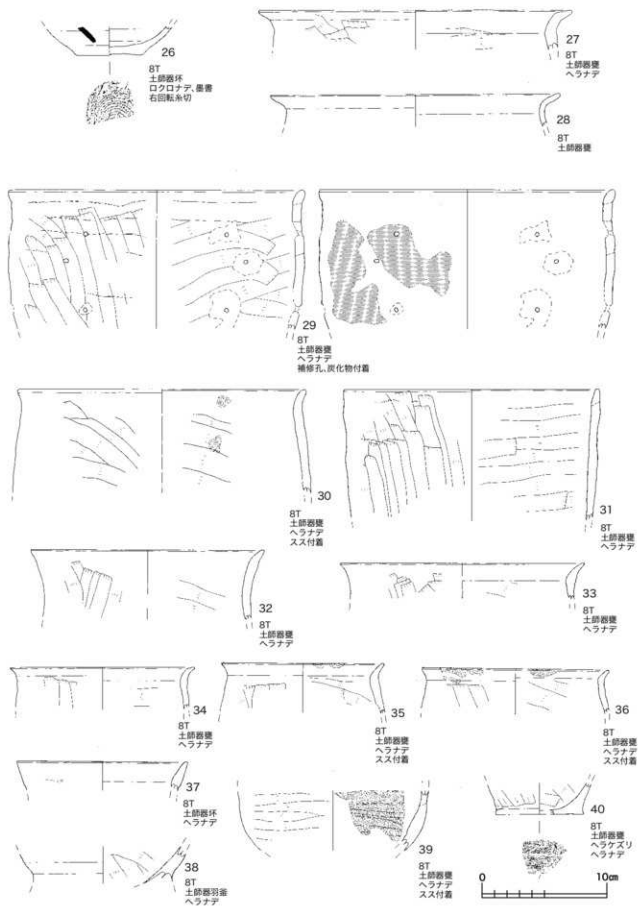 26
8T
土師器坏
ロクロナデ、墨書
右回転糸切
27
8T
土師器甕
ヘラナデ
28
8T
土師器甕
29
8T
土師器甕
ヘラナデ
補修孔、炭化物付着
30
8T
土師器甕
ヘラナデ
スス付着
31
8T
土師器甕
ヘラナデ
32
8T
土師器甕
ヘラナデ
33
8T
土師器甕
ヘラナデ
34
8T
土師器甕
ヘラナデ
35
8T
土師器甕
ヘラナデ
スス付着
36
8T
土師器甕
ヘラナデ
スス付着
37
8T
土師器坏
ヘラナデ
38
8T
土師器羽釜
ヘラナデ
39
8T
土師器甕
ヘラナデ
スス付着
40
8T
土師器甕
ヘラケズリ
ヘラナデ
0 10㎝